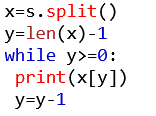 x=s.split()
y=len(x)-1
while y>=0:
 print(x[y])
 y=y-1